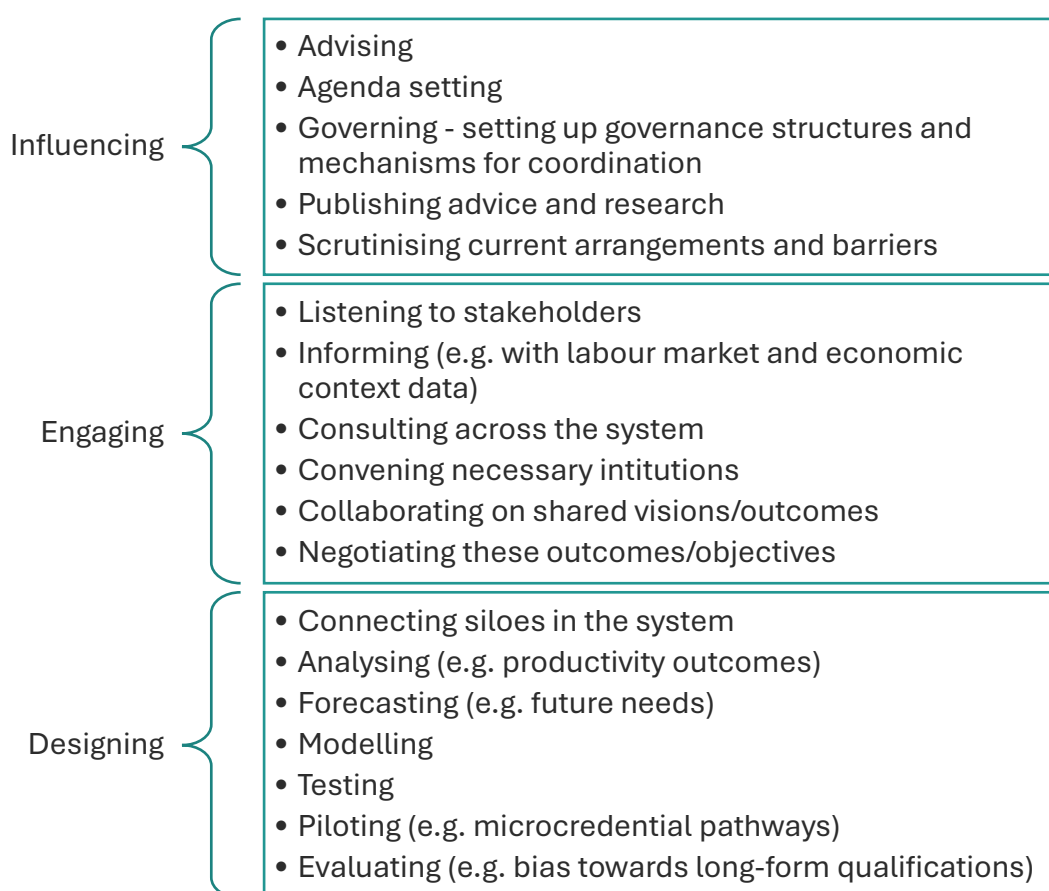 Influencing
• Advising
• Agenda setting
• Governing - setting up governance structures and
mechanisms for coordination
• Publishing advice and research
• Scrutinising current arrangements and barriers
Engaging
• Listening to stakeholders
• Informing (e.g. with labour market and economic
context data)
• Consulting across the system
• Convening necessary intitutions
• Collaborating on shared visions/outcomes
• Negotiating these outcomes/objectives
Designing
• Connecting siloes in the system
• Analysing (e.g. productivity outcomes)
• Forecasting (e.g. future needs)
• Modelling
• Testing
• Piloting (e.g. microcredential pathways)
• Evaluating (e.g. bias towards long-form qualifications)